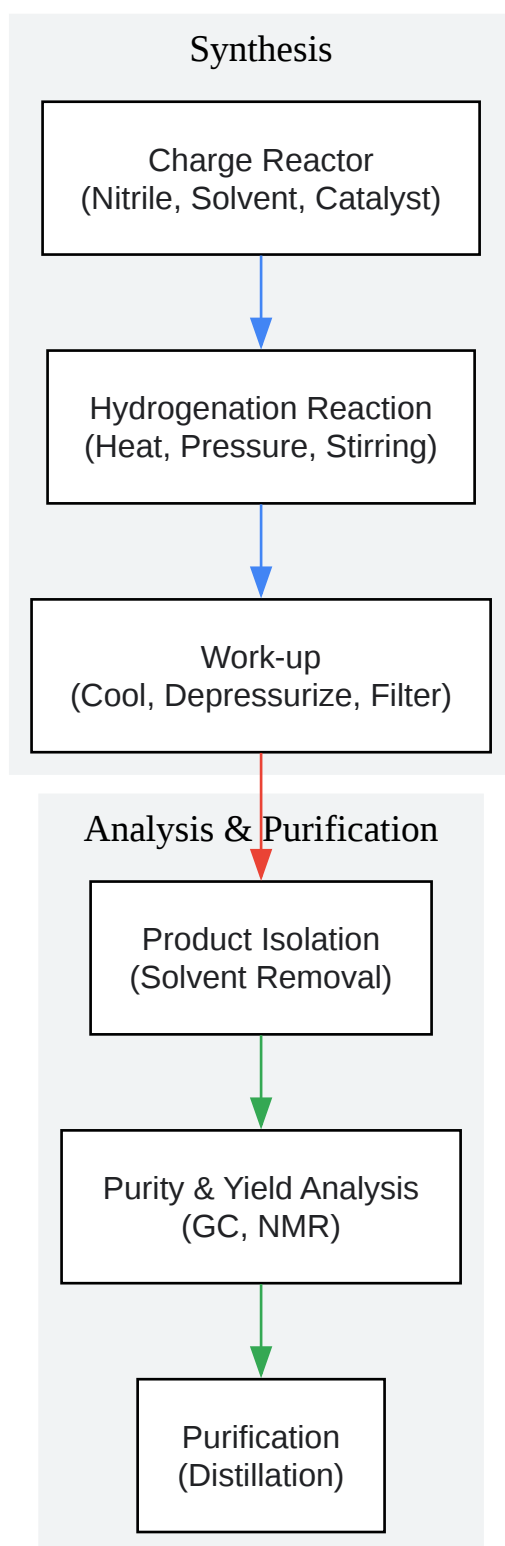 Synthesis
Charge Reactor
(Nitrile, Solvent, Catalyst)
Hydrogenation Reaction
(Heat, Pressure, Stirring)
Work-up
(Cool, Depressurize, Filter)
Analysis & Purification
Product Isolation
(Solvent Removal)
Purity & Yield Analysis
(GC, NMR)
Purification
(Distillation)